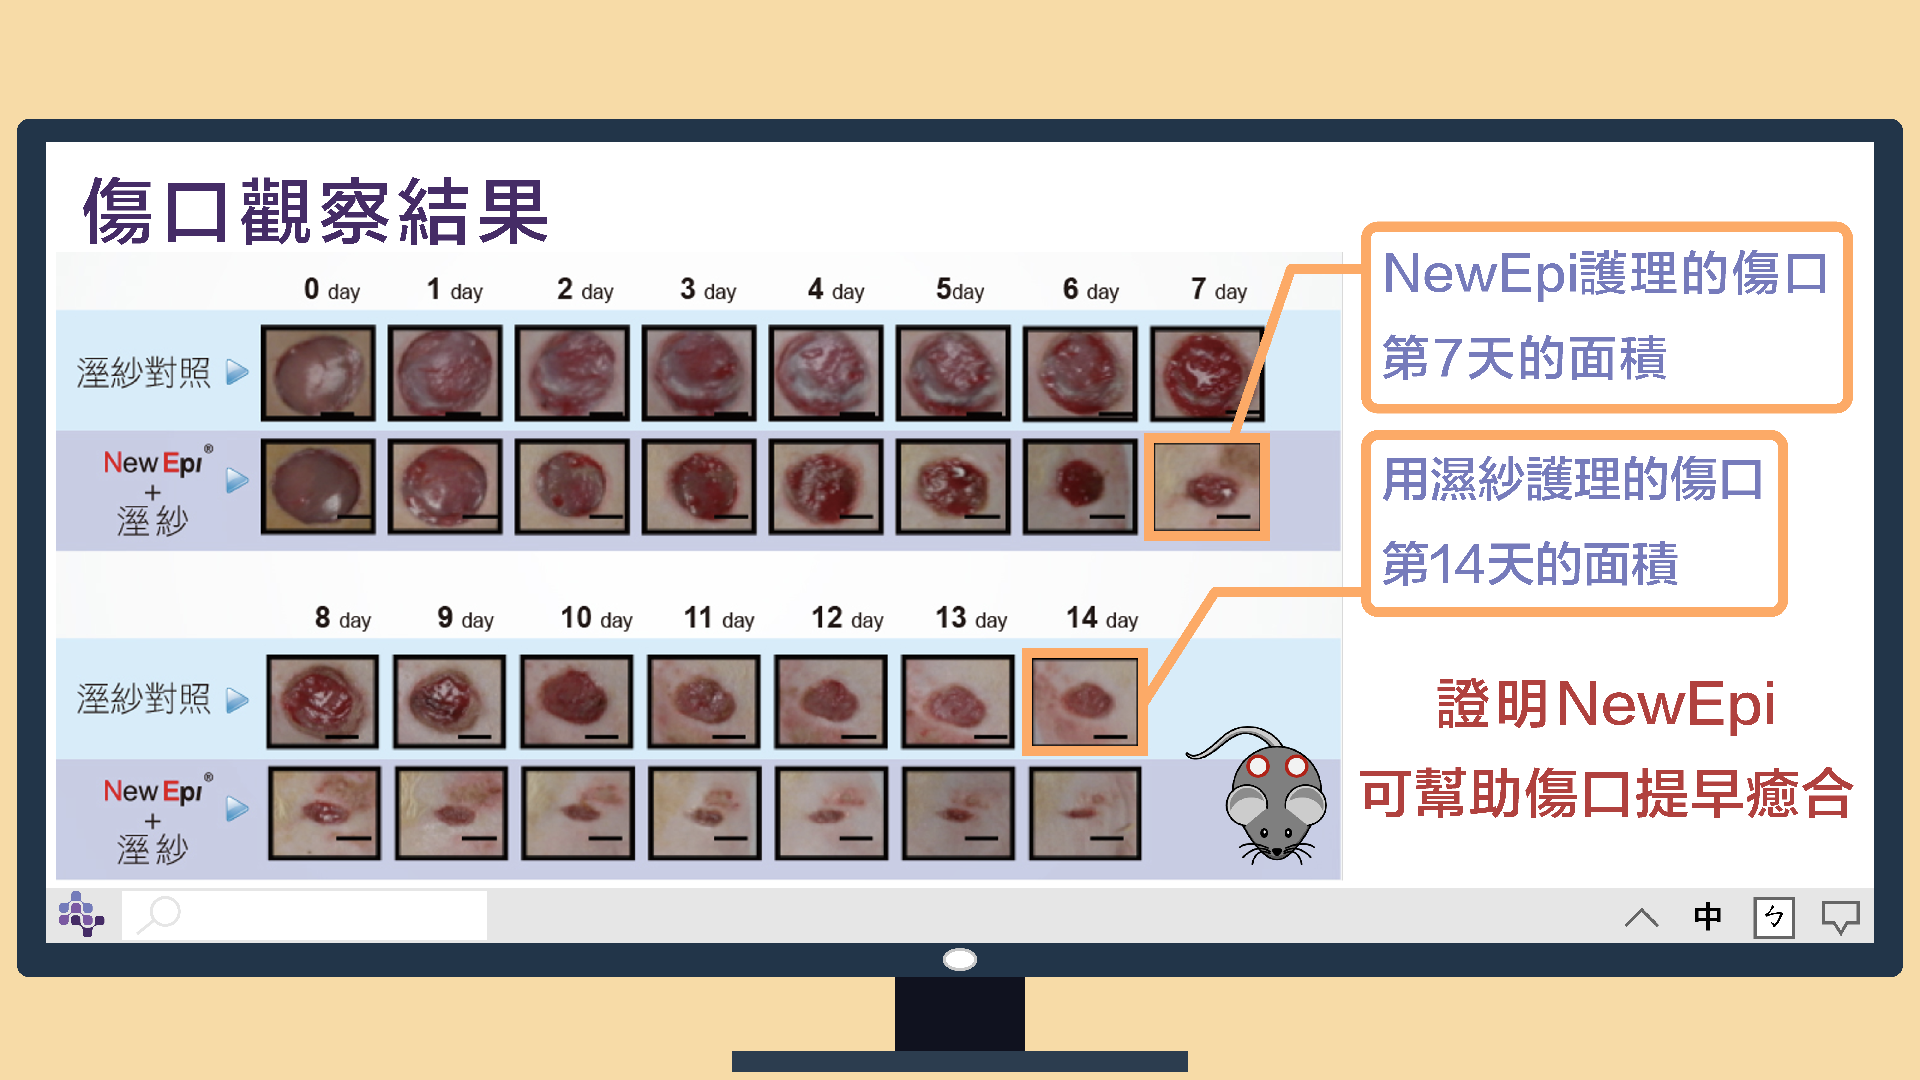 傷口觀察結果
0 day 1 day 2 day 3 day 4 day 5day 6 day 7 day
溼紗對照
NewEpi®
+
溼紗
8 day 9 day 10 day 11 day 12 day 13 day 14 day
溼紗對照
NewEpi®
+
溼紗
NewEpi護理的傷口
第7天的面積
用濕紗護理的傷口
第14天的面積
證明NewEpi
可幫助傷口提早癒合
中 ㄅ